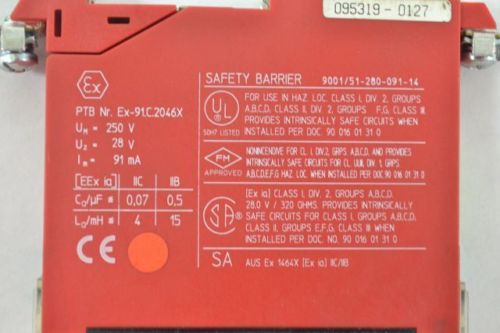 095319 - 0127
Ex
PTB Nr. Ex-91.C.2046X
Uм = 250 V
Uz = 28 V
Im = 91 mA
[EEx ia] IIC IIB
Co/µF = 0,07 0,5
Lo/mH = 4 15
CE
SAFETY BARRIER 9001/51-280-091-14
UL
50H7 LISTED
FOR USE IN HAZ. LOC. CLASS I, DIV. 2, GROUPS
A,B,C,D, CLASS II, DIV. 2, GROUPS F,G, CLASS III
PROVIDES INTRINSICALLY SAFE CIRCUITS WHEN
INSTALLED PER DOC. 90 016 01 31 0
FM
APPROVED
NONINCENDIVE FOR CL I, DIV.2, GRPS A,B,C,D, AND PROVIDES
INTRINSICALLY SAFE CIRCUITS FOR CL I,II,III, DIV. 1, GRPS
A,B,C,D,E,F,G HAZ. LOC. WHEN INSTALLED PER DOC.90 016 01 31 0
SA
[Ex ia] CLASS I, DIV. 2, GROUPS A,B,C,D,
28.0 V / 320 OHMS. PROVIDES INTRINSICALLY
SAFE CIRCUITS FOR CLASS I, GROUPS A,B,C,D,
CLASS II, GROUPS E,F,G, CLASS III WHEN
INSTALLED PER DOC. NO. 90 016 01 31 0
SA AUS Ex 1464X [Ex ia] IIC/IIB